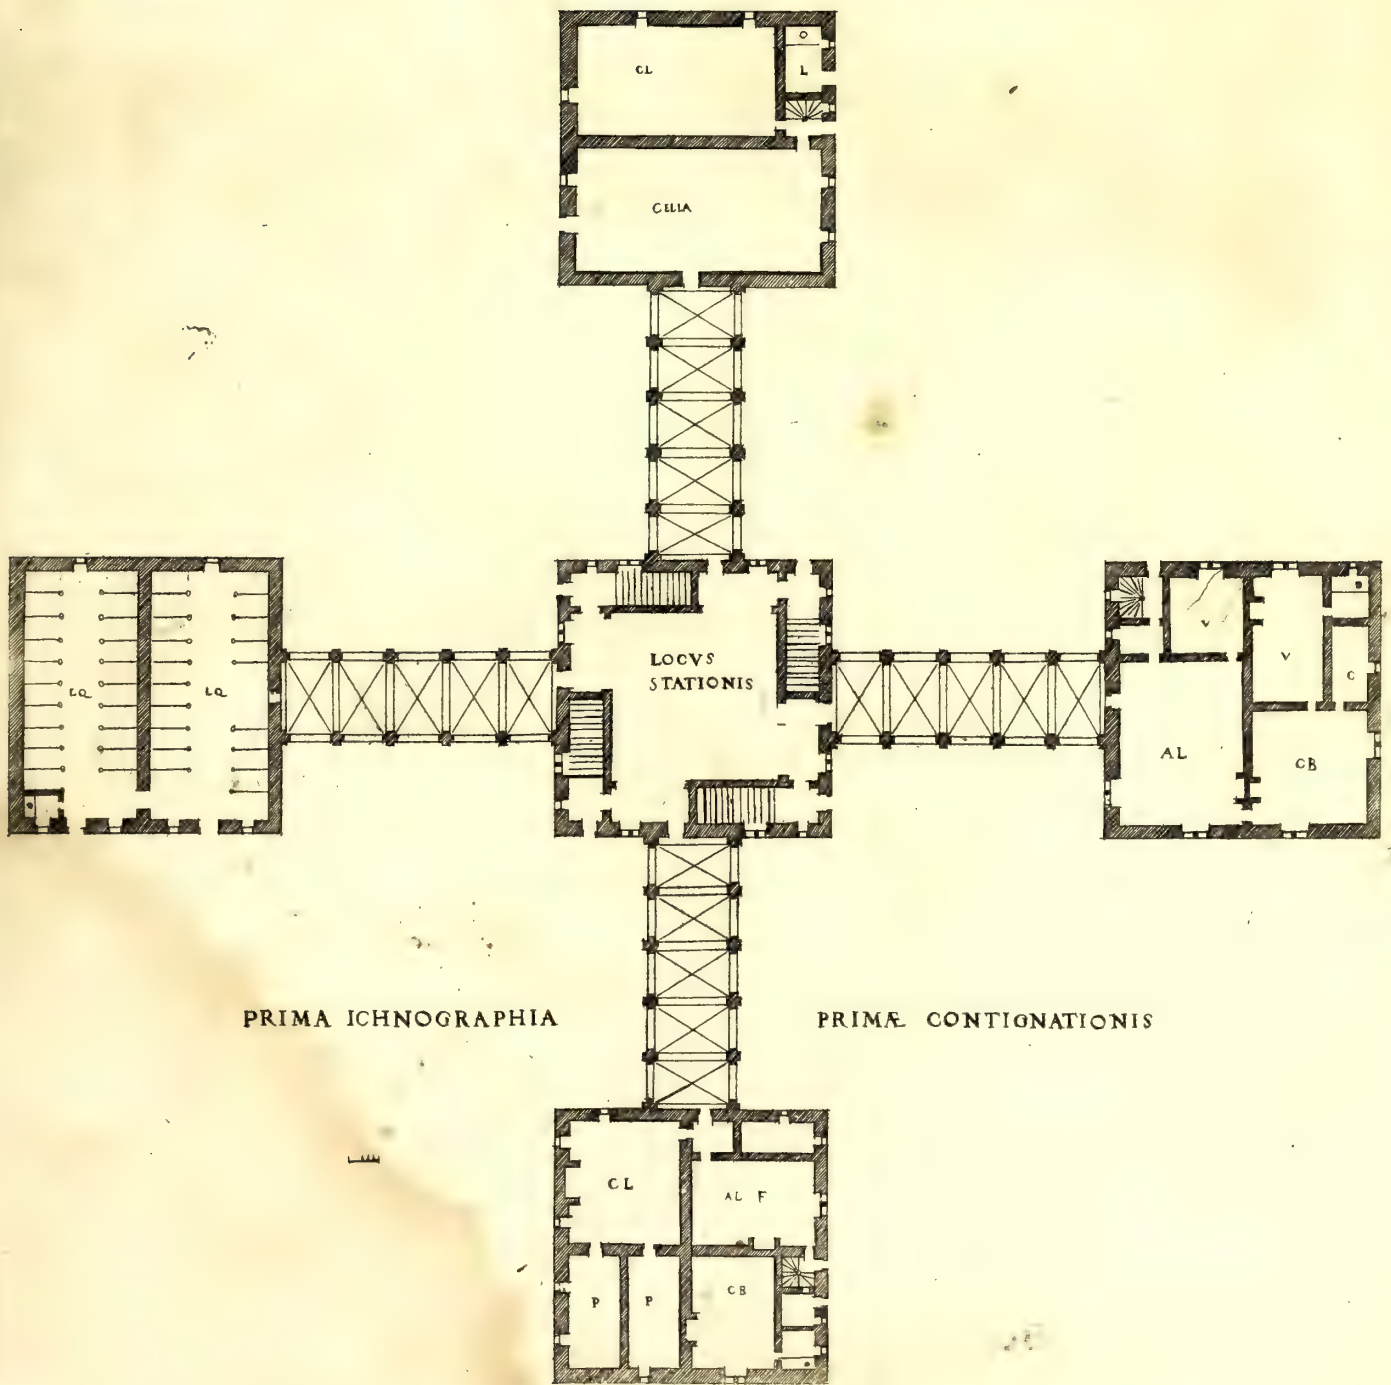 CL
L
CELLA
LOCVS
STATIONIS
LQ
LQ
V
V
C
AL
CB
PRIMA ICHNOGRAPHIA
PRIMÆ CONTIGNATIONIS
CL
AL F
P
P
CB